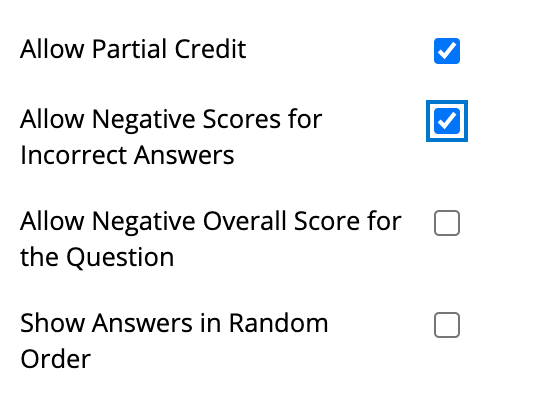 Allow Partial Credit
Allow Negative Scores for
Incorrect Answers
Allow Negative Overall Score for
the Question
Show Answers in Random
Order